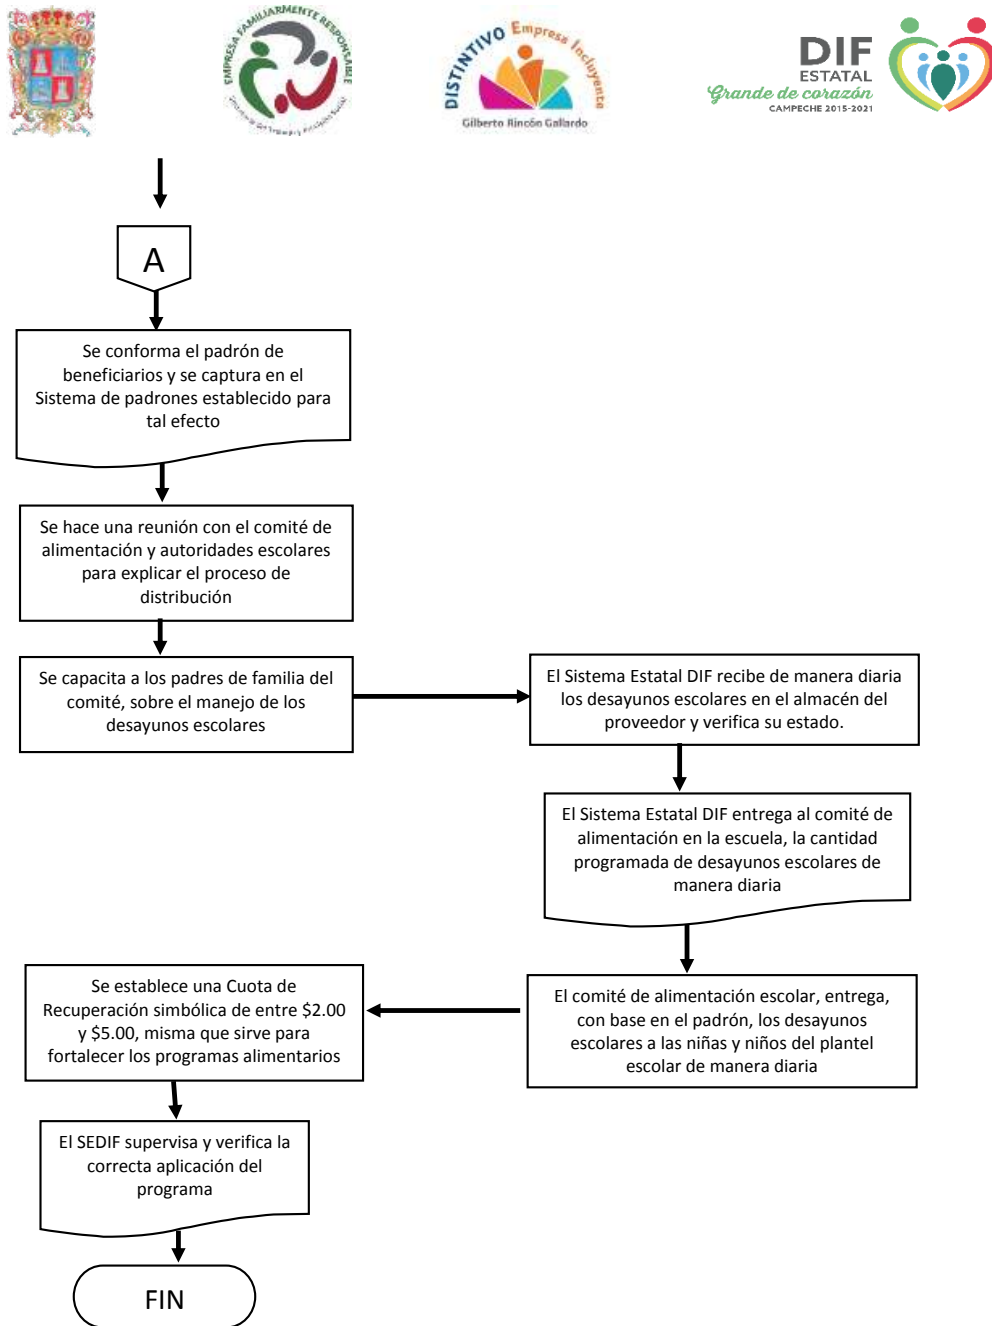 EMPRESA FAMILIARMENTE RESPONSABLE
DISTINTIVO Empresa Incluyente
Gilberto Rincón Gallardo
DIF
ESTATAL
Grande de corazón
CAMPECHE 2015-2021
A
Se conforma el padrón de
beneficiarios y se captura en el
Sistema de padrones establecido para
tal efecto
Se hace una reunión con el comité de
alimentación y autoridades escolares
para explicar el proceso de
distribución
Se capacita a los padres de familia del
comité, sobre el manejo de los
desayunos escolares
El Sistema Estatal DIF recibe de manera diaria
los desayunos escolares en el almacén del
proveedor y verifica su estado.
El Sistema Estatal DIF entrega al comité de
alimentación en la escuela, la cantidad
programada de desayunos escolares de
manera diaria
El comité de alimentación escolar, entrega,
con base en el padrón, los desayunos
escolares a las niñas y niños del plantel
escolar de manera diaria
Se establece una Cuota de
Recuperación simbólica de entre $2.00
y $5.00, misma que sirve para
fortalecer los programas alimentarios
El SEDIF supervisa y verifica la
correcta aplicación del
programa
FIN